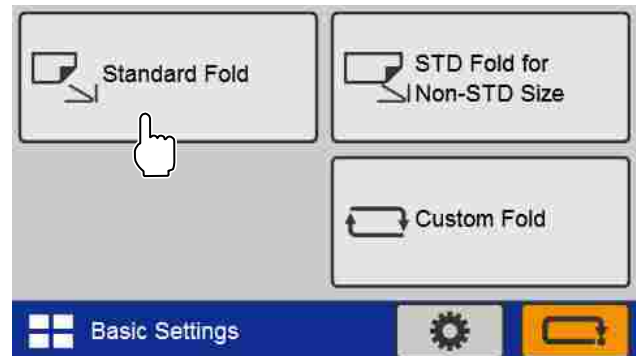 Standard Fold
STD Fold for
Non-STD Size
Custom Fold
Basic Settings